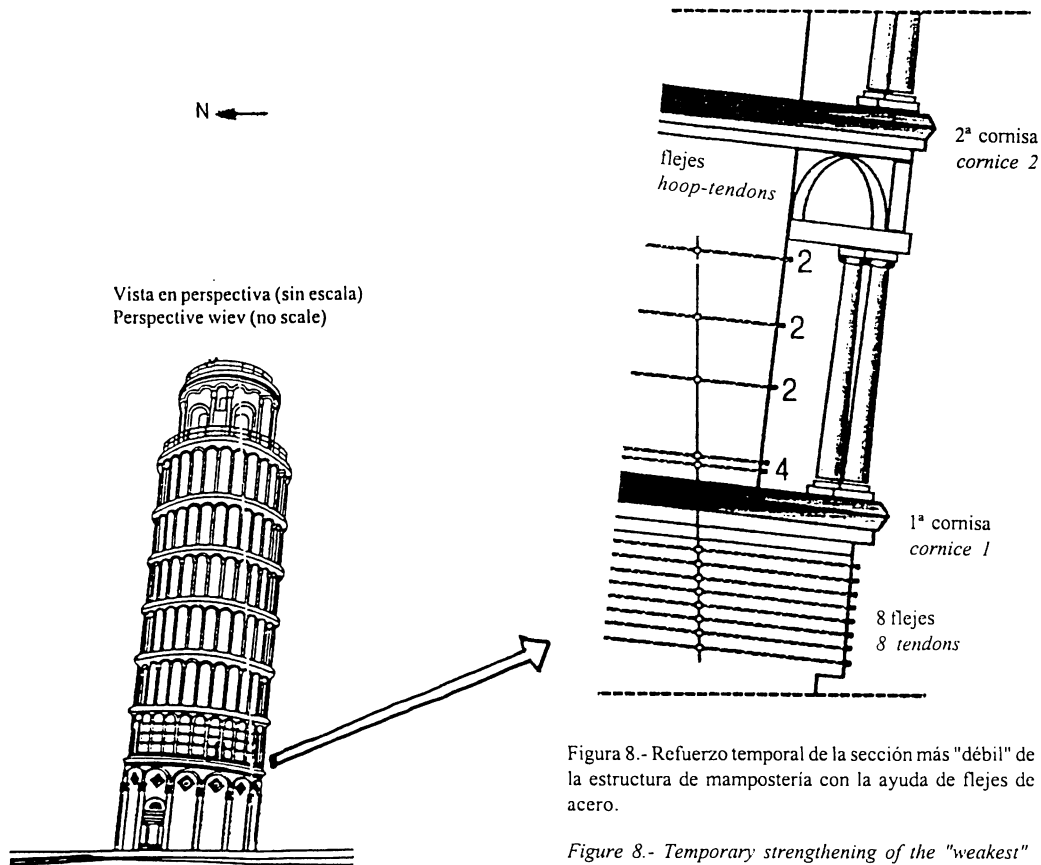 N
Vista en perspectiva (sin escala)
Perspective wiev (no scale)
2ª cornisa
cornice 2
flejes
hoop-tendons
2
2
2
4
1ª cornisa
cornice 1
8 flejes
8 tendons
Figura 8.- Refuerzo temporal de la sección más "débil" de
la estructura de mampostería con la ayuda de flejes de
acero.
Figure 8.- Temporary strengthening of the "weakest"